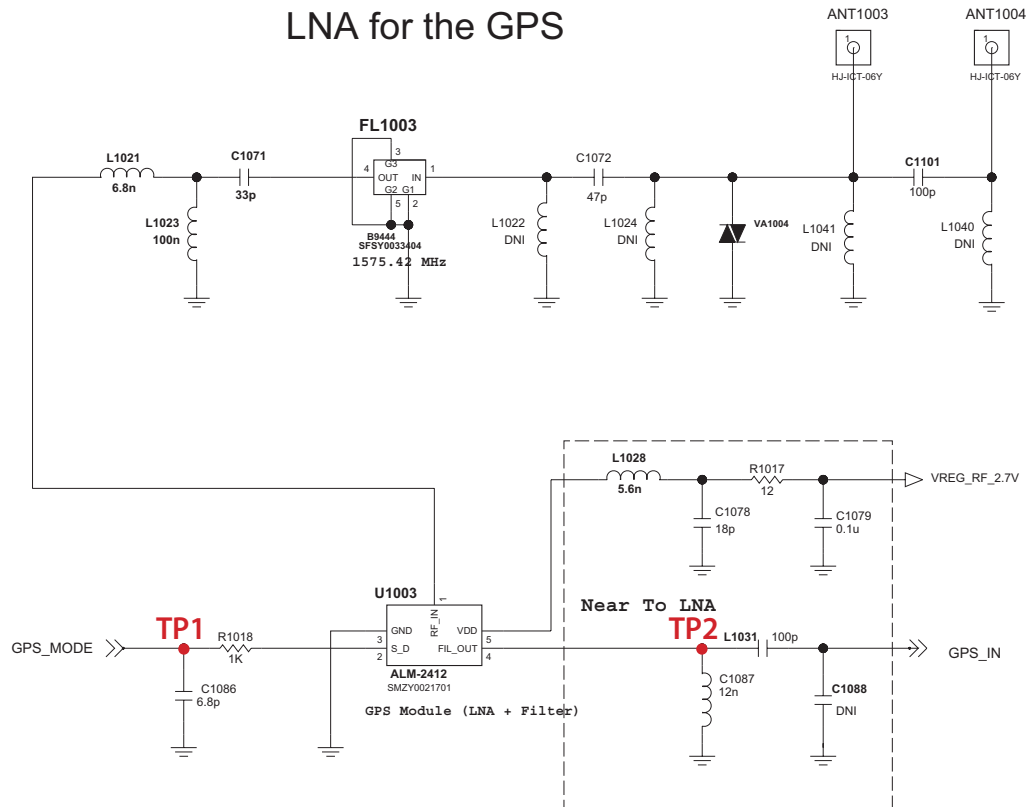 LNA for the GPS
ANT1003
ANT1004
1
1
HJ-ICT-06Y
HJ-ICT-06Y
FL1003
L1021
6.8n
C1071
33p
3
G3
4
OUT IN
1
G2 G1
5
2
C1072
47p
C1101
100p
L1023
100n
B9444
SFSY0033404
1575.42 MHz
L1022
DNI
L1024
DNI
VA1004
L1041
DNI
L1040
DNI
L1028
5.6n
R1017
12
VREG_RF_2.7V
C1078
18p
C1079
0.1u
U1003
1
RF_IN
Near To LNA
GPS_MODE
TP1
R1018
1K
3
GND
VDD
5
2
S_D
FIL_OUT
4
TP2
L1031
100p
GPS_IN
C1086
6.8p
ALM-2412
SMZY0021701
GPS Module (LNA + Filter)
C1087
12n
C1088
DNI